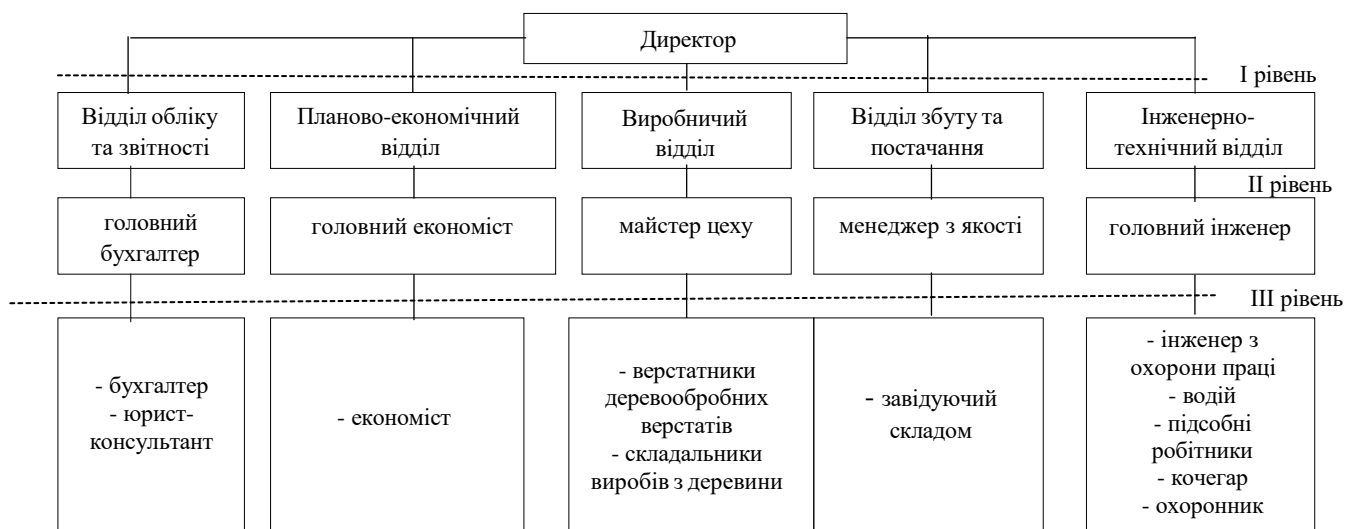 Директор
І рівень
Відділ обліку
та звітності
Планово-економічний
відділ
Виробничий
відділ
Відділ збуту та
постачання
Інженерно-
технічний відділ
ІІ рівень
головний
бухгалтер
головний економіст
майстер цеху
менеджер з якості
головний інженер
ІІІ рівень
- бухгалтер
- юрист-
консультант
- економіст
- верстатники
деревообробних
верстатів
- складальники
виробів з деревини
- завідуючий
складом
- інженер з
охорони праці
- водій
- підсобні
робітники
- кочегар
- охоронник